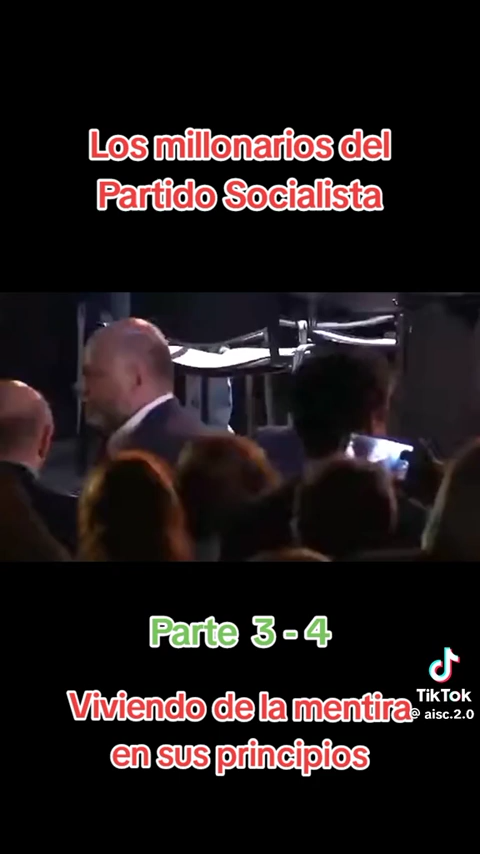 Los millonarios del
Partido Socialista
Parte 3 - 4
TikTok
@ aisc.2.0
Viviendo de la mentira
en sus principios